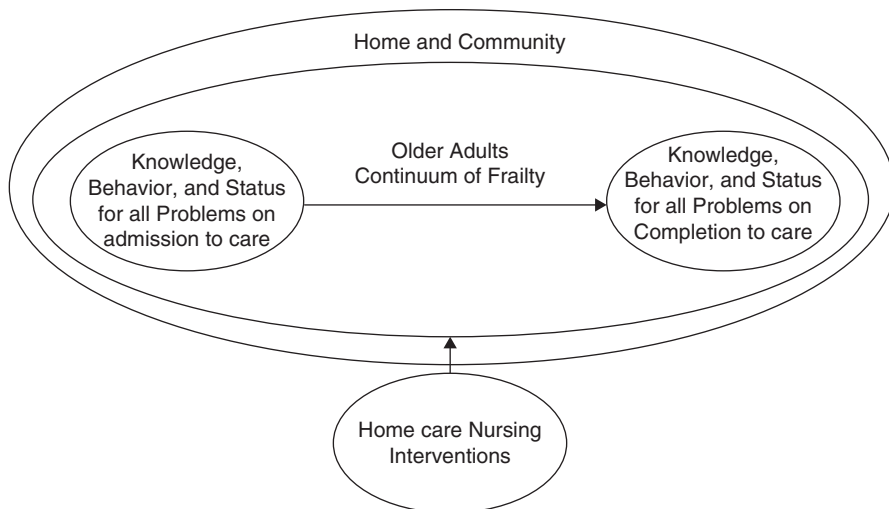 Home and Community
Knowledge,
Behavior, and Status
for all Problems on
admission to care
Older Adults
Continuum of Frailty
Knowledge,
Behavior, and Status
for all Problems on
Completion to care
Home care Nursing
Interventions